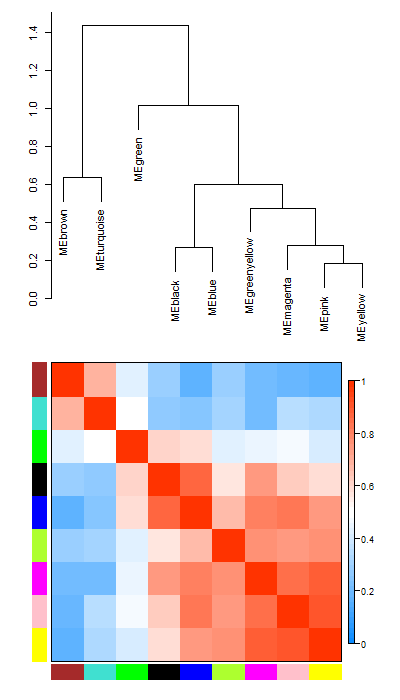 1.4
1.2
1.0
0.8
0.6
0.4
0.2
0.0
MEbrown
MEturquoise
MEgreen
MEblack
MEblue
MEgreenyellow
MEmagenta
MEpink
MEyellow
1
0.8
0.6
0.4
0.2
0